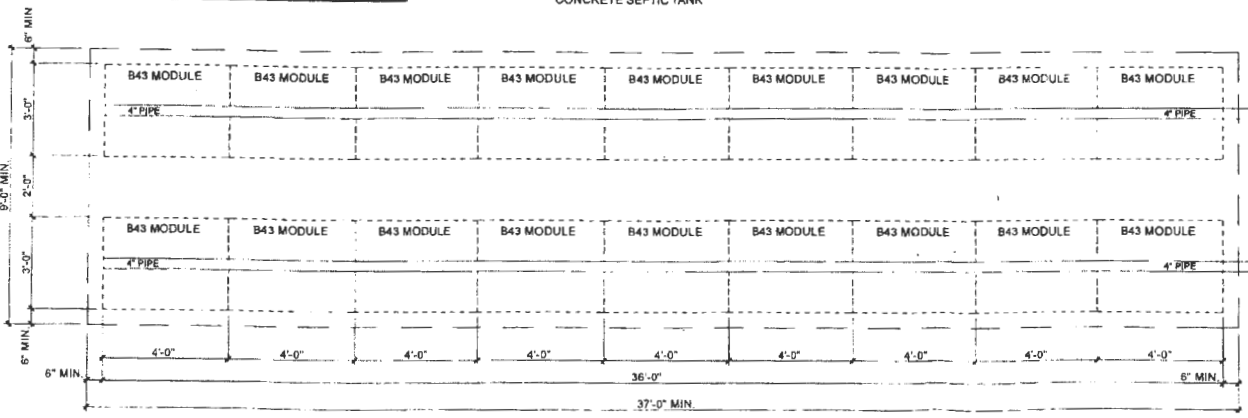 CONCRETE SEPTIC TANK
6" MIN
B43 MODULE B43 MODULE B43 MODULE B43 MODULE B43 MODULE B43 MODULE B43 MODULE B43 MODULE B43 MODULE
3'-0"
4" PIPE 4" PIPE
9'-0" MIN.
2'-0"
B43 MODULE B43 MODULE B43 MODULE B43 MODULE B43 MODULE B43 MODULE B43 MODULE B43 MODULE B43 MODULE
3'-0"
4" PIPE 4" PIPE
6" MIN.
4'-0" 4'-0" 4'-0" 4'-0" 4'-0" 4'-0" 4'-0" 4'-0" 4'-0"
6" MIN. 36'-0" 6" MIN.
37'-0" MIN.